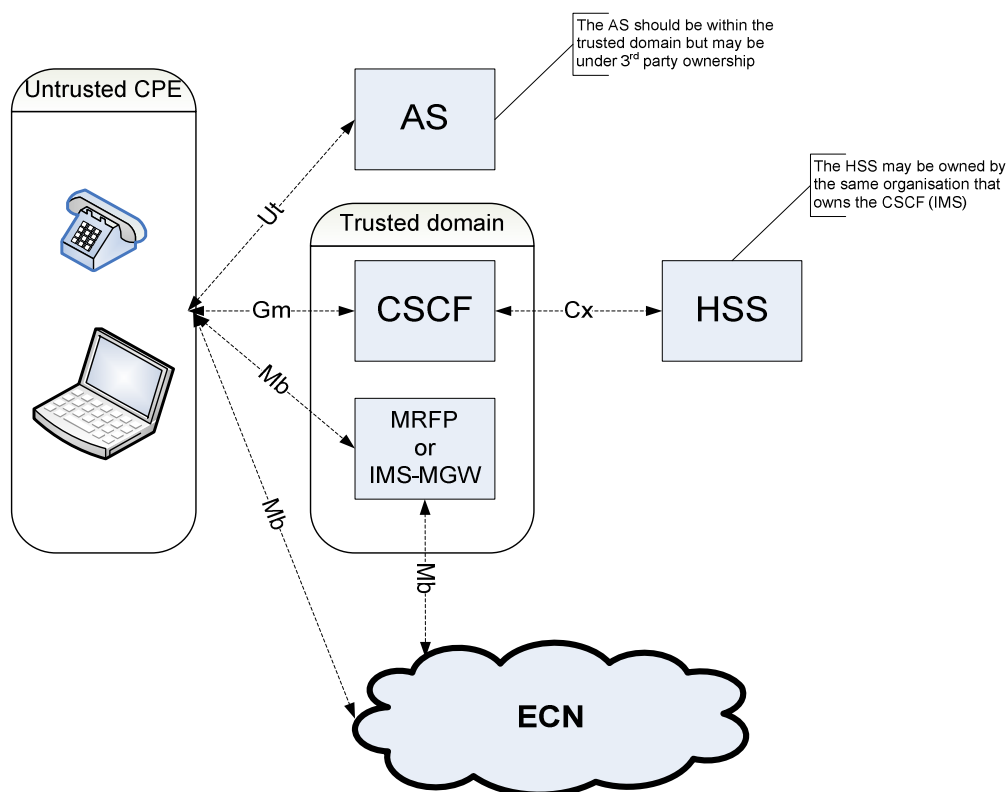 The AS should be within the
trusted domain but may be
under 3rd party ownership
Untrusted CPE
AS
The HSS may be owned by
the same organisation that
owns the CSCF (IMS)
Ut
Trusted domain
Gm
CSCF
Cx
HSS
Mb
MRFP
or
IMS-MGW
Mb
Mb
ECN